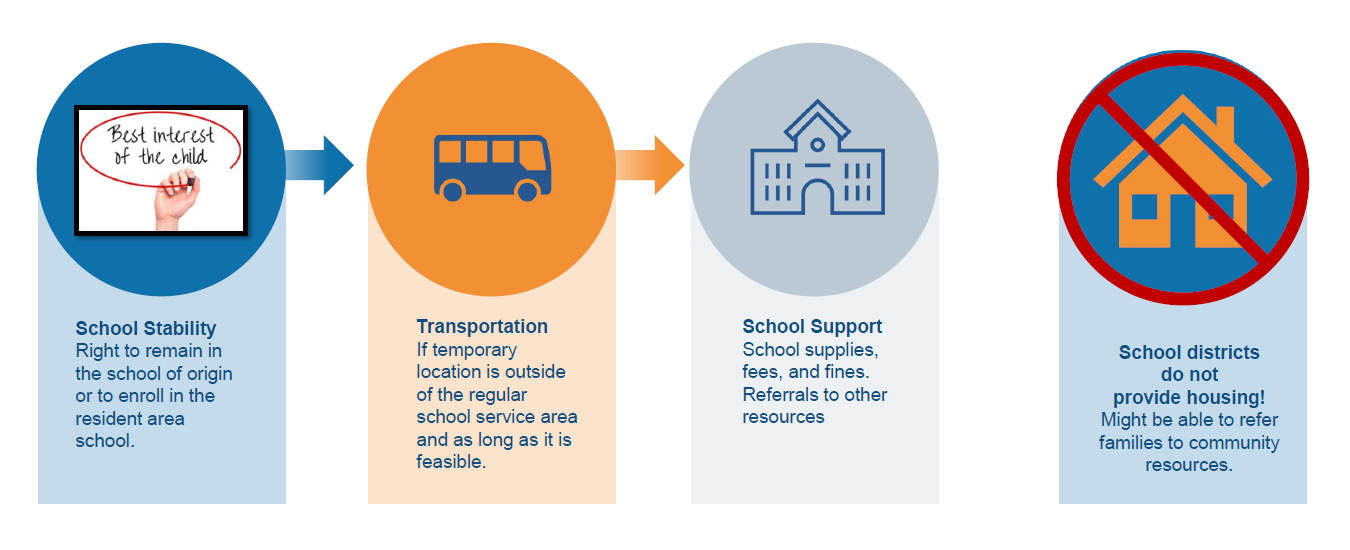 Best interest
of the child
School Stability
Right to remain in
the school of origin
or to enroll in the
resident area
school.
Transportation
If temporary
location is outside
of the regular
school service area
and as long as it is
feasible.
School Support
School supplies,
fees, and fines.
Referrals to other
resources
School districts
do not
provide housing!
Might be able to refer
families to community
resources.